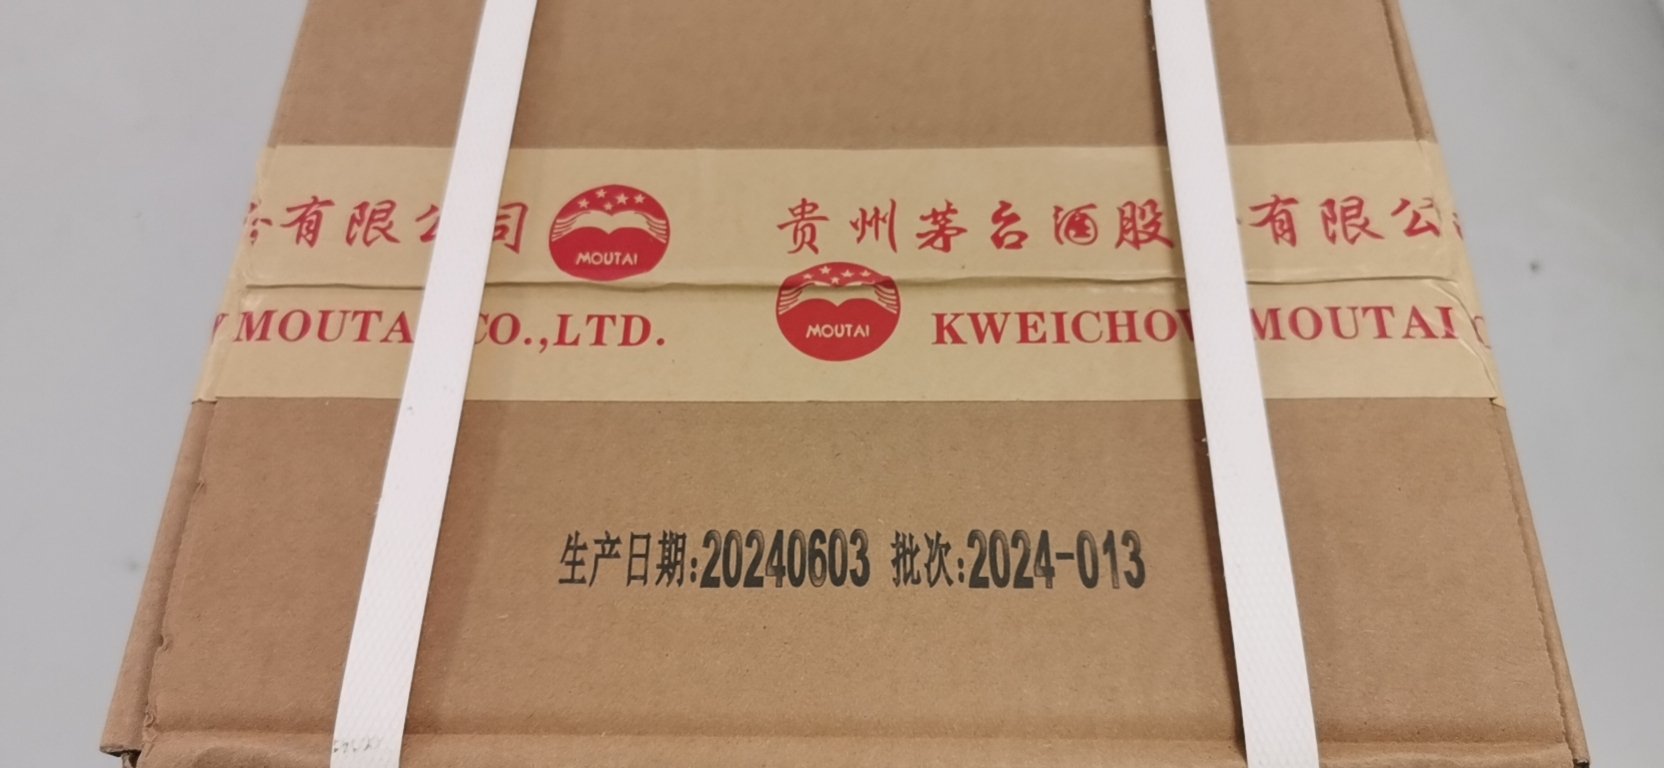 有限公司 MOUTAI 贵州茅台酒股 有限公
MOUTA CO.,LTD. MOUTAI KWEICHOW MOUTAI
生产日期:20240603 批次:2024-013